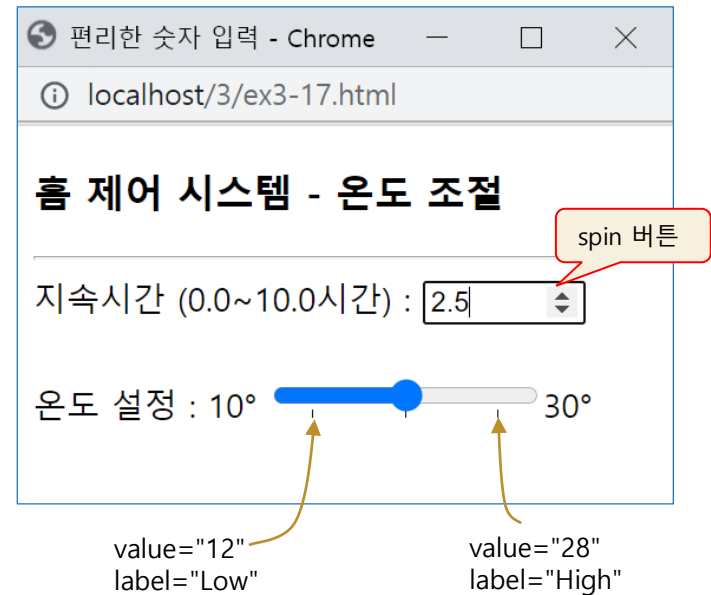 편리한 숫자 입력 - Chrome
localhost/3/ex3-17.html
홈 제어 시스템 - 온도 조절
spin 버튼
지속시간 (0.0~10.0시간) : 2.5
온도 설정 : 10° 30°
value="12"
label="Low"
value="28"
label="High"